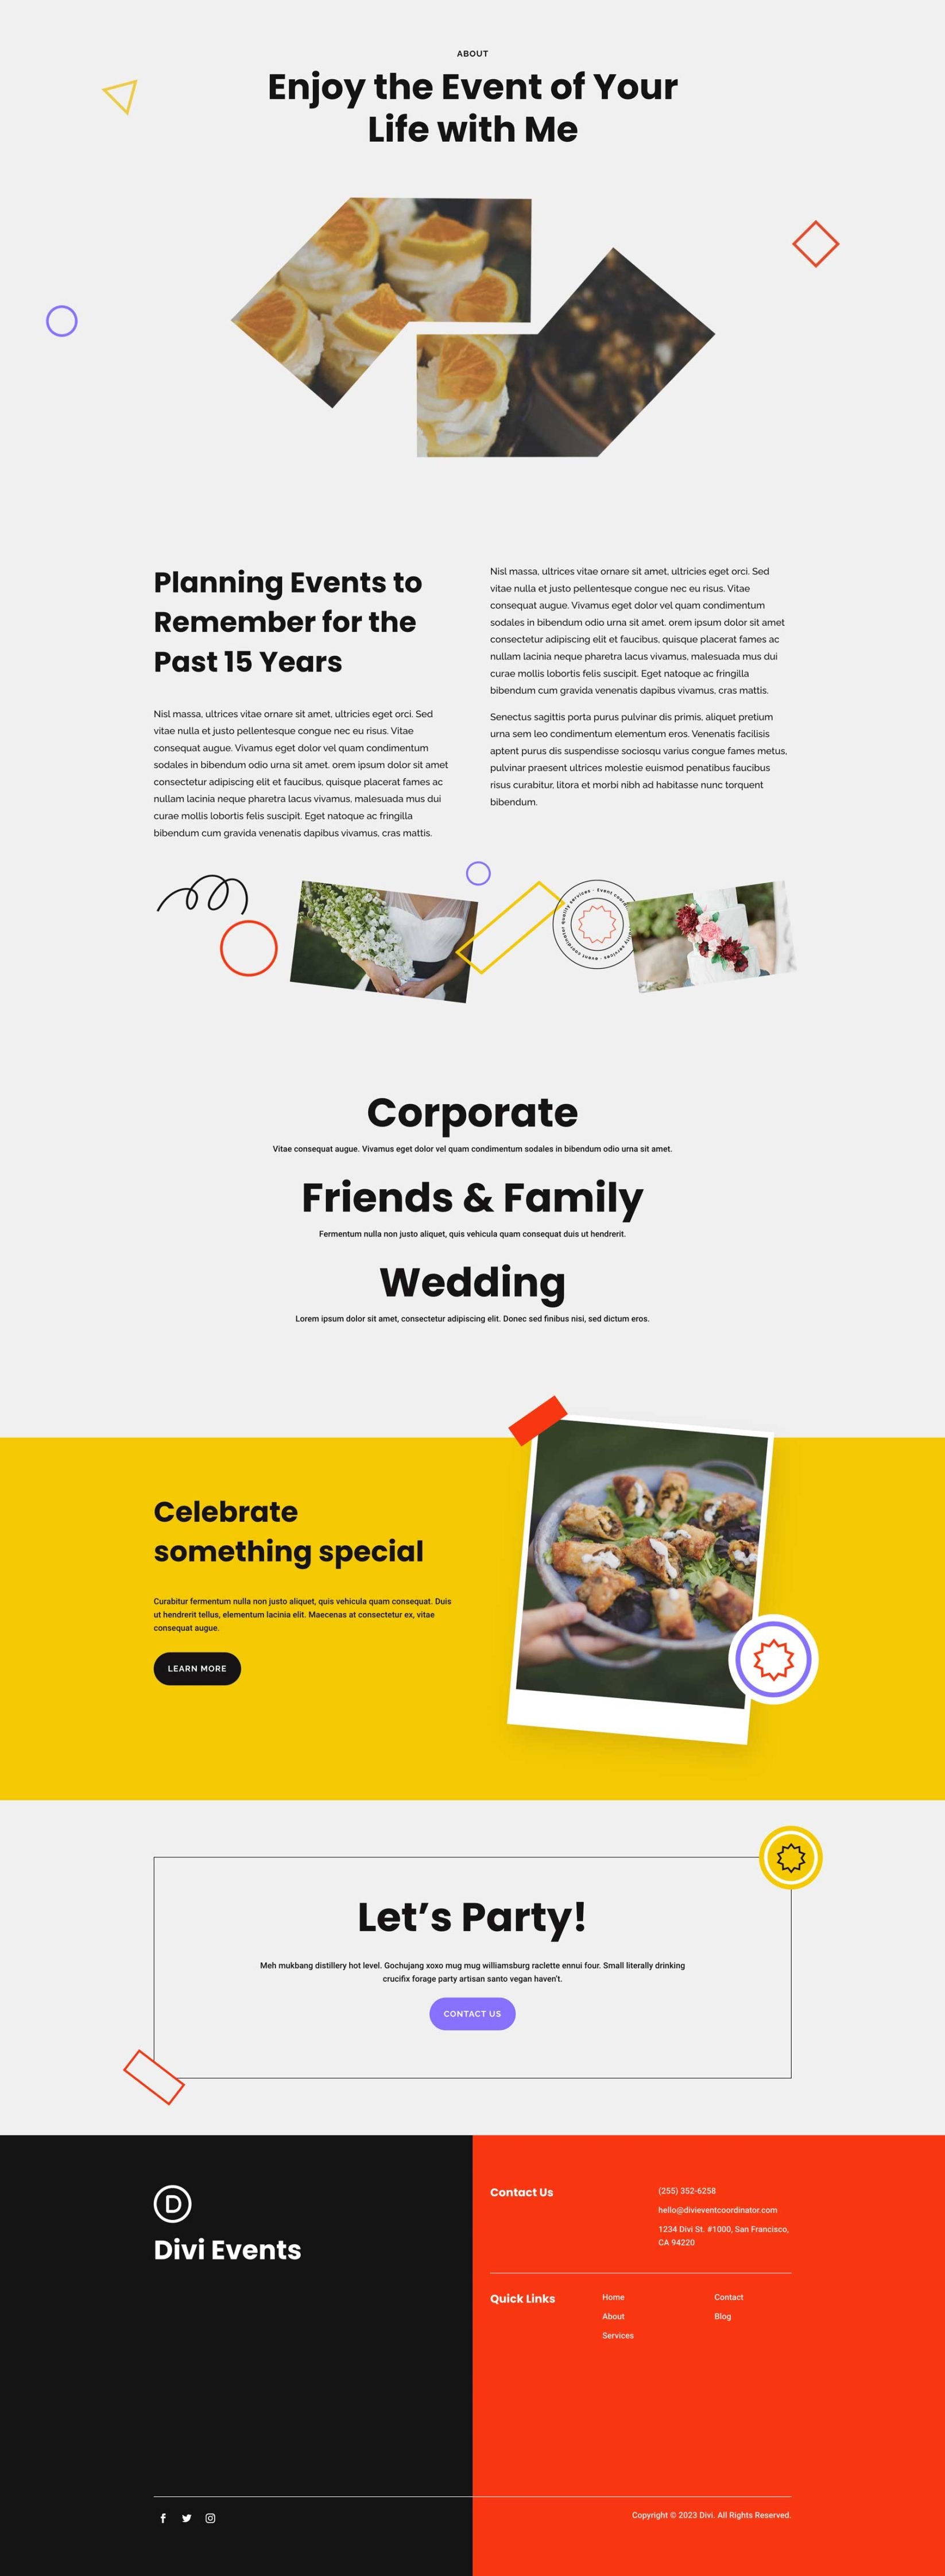 ABOUT
Enjoy the Event of Your
Life with Me
Planning Events to
Remember for the
Past 15 Years
Nisl massa, ultrices vitae ornare sit amet, ultricies eget orci. Sed
vitae nulla et justo pellentesque congue nec eu risus. Vitae
consequat augue. Vivamus eget dolor vel quam condimentum
sodales in bibendum odio urna sit amet. orem ipsum dolor sit amet
consectetur adipiscing elit et faucibus, quisque placerat fames ac
nullam lacinia neque pharetra lacus vivamus, malesuada mus dui
curae mollis lobortis felis suscipit. Eget natoque ac fringilla
bibendum cum gravida venenatis dapibus vivamus, cras mattis.
Nisl massa, ultrices vitae ornare sit amet, ultricies eget orci. Sed
vitae nulla et justo pellentesque congue nec eu risus. Vitae
consequat augue. Vivamus eget dolor vel quam condimentum
sodales in bibendum odio urna sit amet. orem ipsum dolor sit amet
consectetur adipiscing elit et faucibus, quisque placerat fames ac
nullam lacinia neque pharetra lacus vivamus, malesuada mus dui
curae mollis lobortis felis suscipit. Eget natoque ac fringilla
bibendum cum gravida venenatis dapibus vivamus, cras mattis.
Senectus sagittis porta purus pulvinar dis primis, aliquet pretium
urna sem leo condimentum elementum eros. Venenatis facilisis
aptent purus dis suspendisse sociosqu varius congue fames metus,
pulvinar praesent ultrices molestie euismod penatibus faucibus
risus curabitur, litora et morbi nibh ad habitasse nunc torquent
bibendum.
quality services · Event coor
ity services · event coordinator
Corporate
Vitae consequat augue. Vivamus eget dolor vel quam condimentum sodales in bibendum odio urna sit amet.
Friends & Family
Fermentum nulla non justo aliquet, quis vehicula quam consequat duis ut hendrerit.
Wedding
Lorem ipsum dolor sit amet, consectetur adipiscing elit. Donec sed finibus nisi, sed dictum eros.
Celebrate
something special
Curabitur fermentum nulla non justo aliquet, quis vehicula quam consequat. Duis
ut hendrerit tellus, elementum lacinia elit. Maecenas at consectetur ex, vitae
consequat augue.
LEARN MORE
Let’s Party!
Meh mukbang distillery hot level. Gochujang xoxo mug mug williamsburg raclette ennui four. Small literally drinking
crucifix forage party artisan santo vegan haven’t.
CONTACT US
D
Divi Events
Contact Us
(255) 352-6258
hello@divieventcoordinator.com
1234 Divi St. #1000, San Francisco,
CA 94220
Quick Links
Home
About
Services
Contact
Blog
Copyright © 2023 Divi. All Rights Reserved.